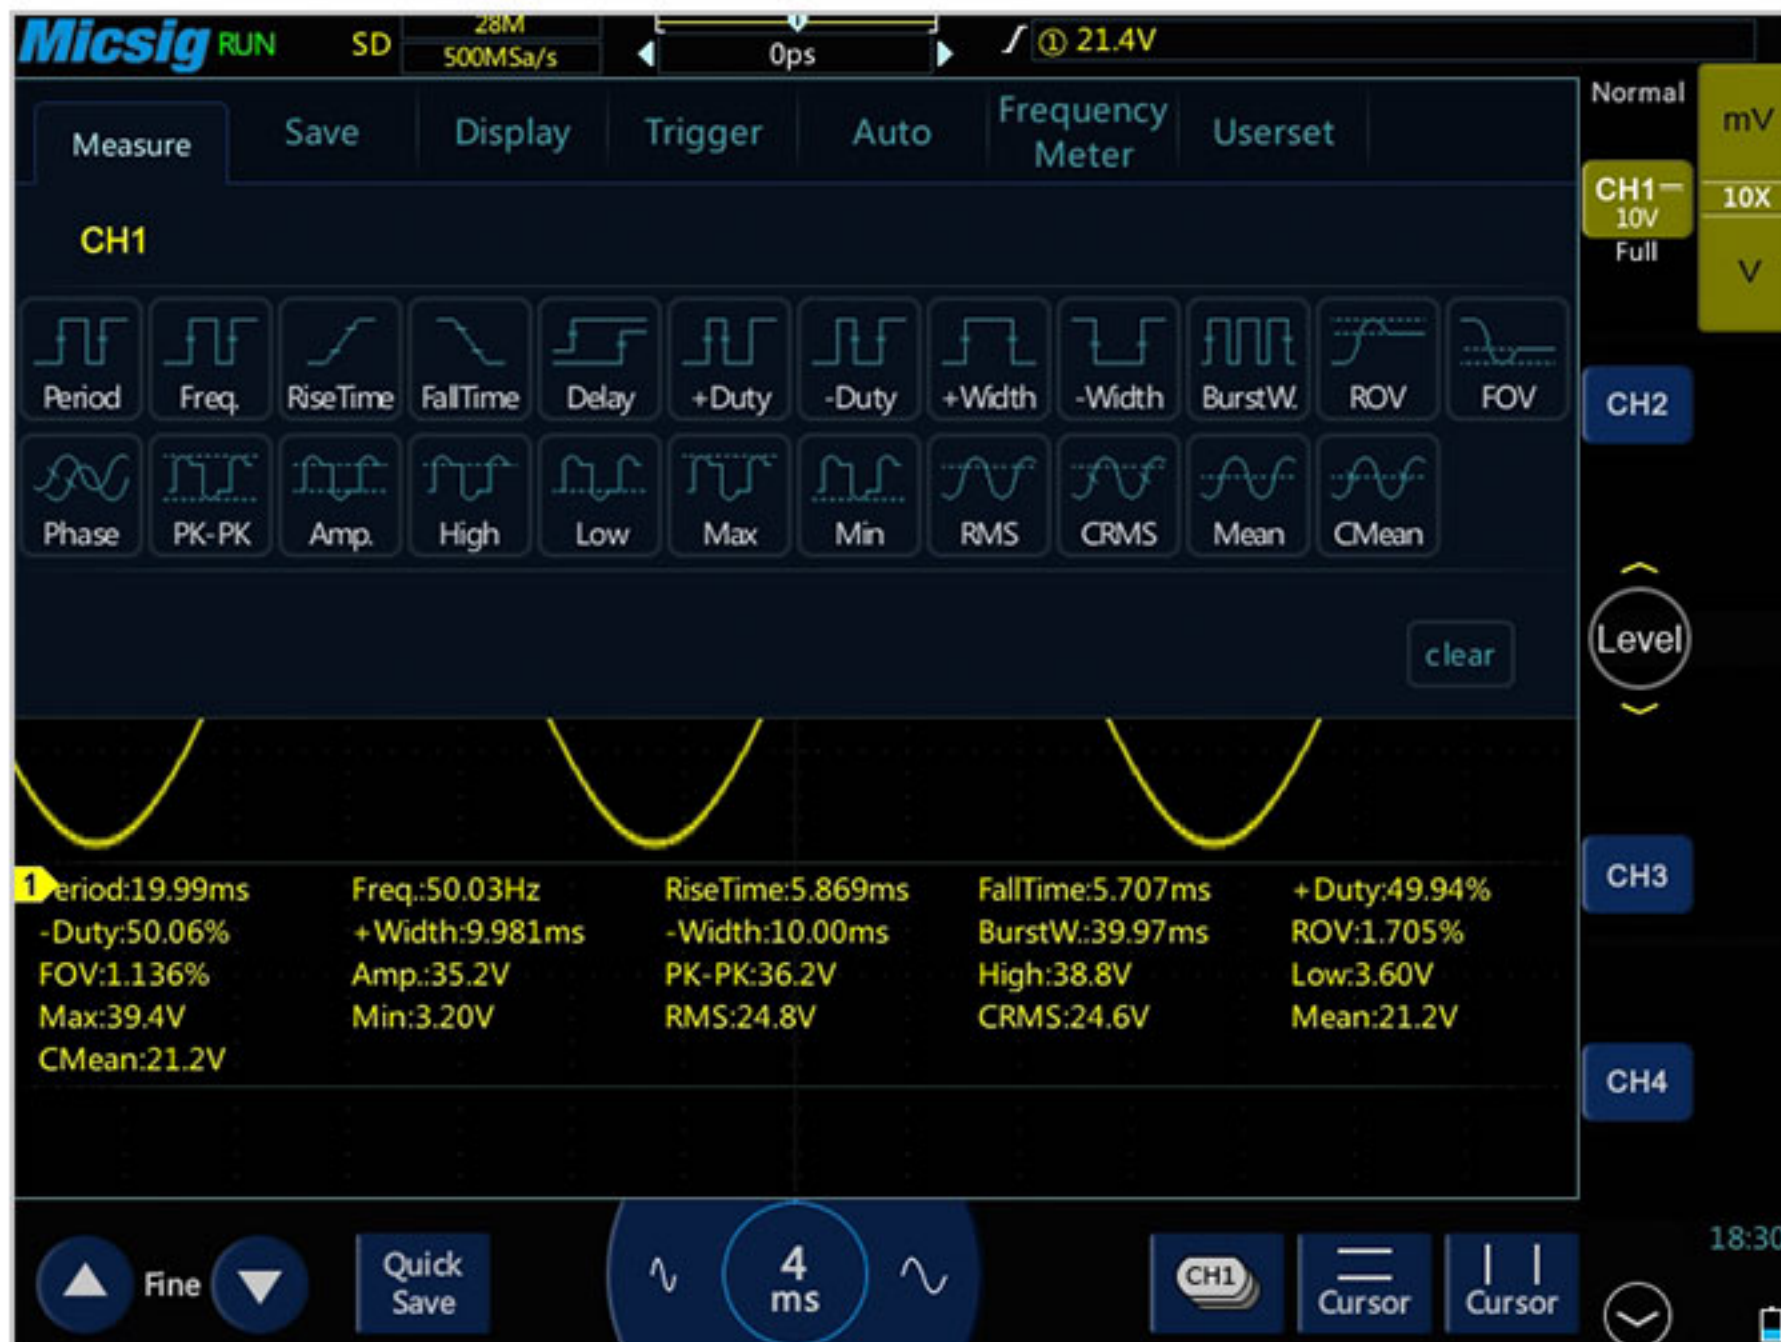 Micsig RUN SD 28M 500MSa/s 0ps ① 21.4V
Measure Save Display Trigger Auto Frequency Meter Userset
Normal
mV
CH1
10V
Full
10X
V
CH1
Period Freq. RiseTime FallTime Delay +Duty -Duty +Width -Width BurstW. ROV FOV
CH2
Phase PK-PK Amp. High Low Max Min RMS CRMS Mean CMean
Level
clear
1
eriod:19.99ms Freq.:50.03Hz RiseTime:5.869ms FallTime:5.707ms +Duty:49.94%
CH3
-Duty:50.06% +Width:9.981ms -Width:10.00ms BurstW.:39.97ms ROV:1.705%
FOV:1.136% Amp.:35.2V PK-PK:36.2V High:38.8V Low:3.60V
Max:39.4V Min:3.20V RMS:24.8V CRMS:24.6V Mean:21.2V
CMean:21.2V
CH4
18:30
Fine
Quick Save
4 ms
CH1
Cursor
Cursor